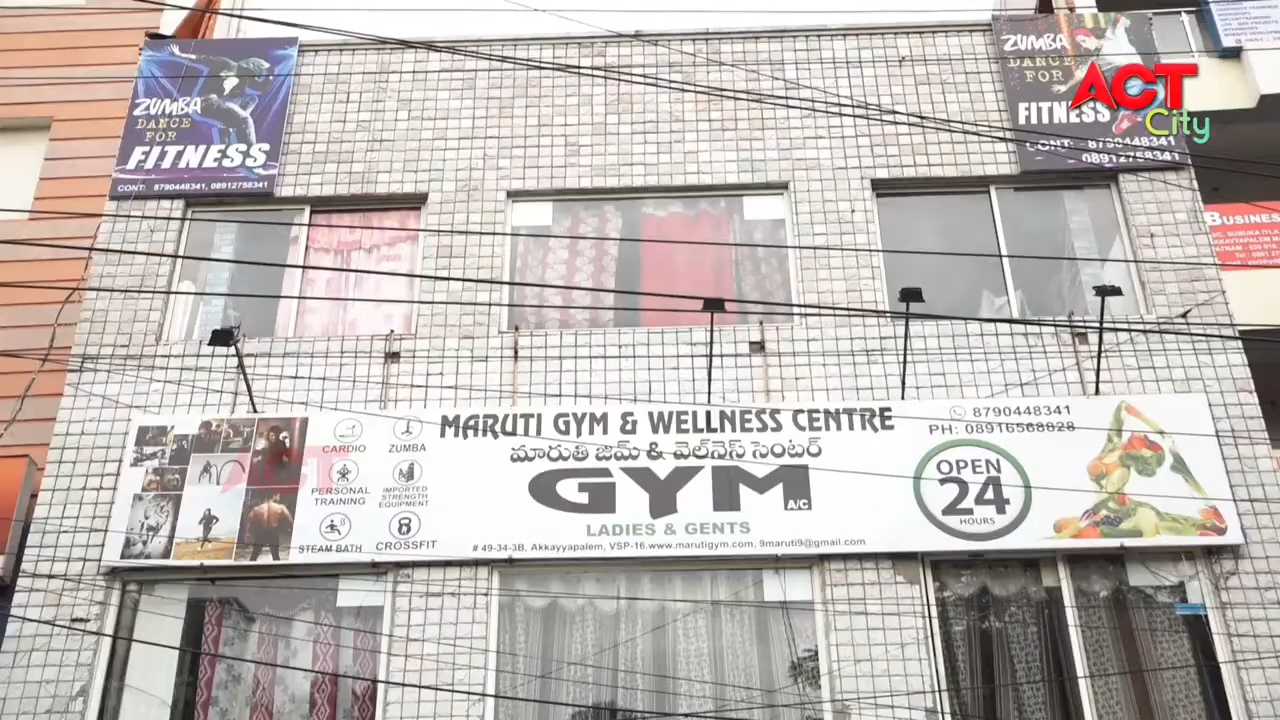 ZUMBA
DANCE
FOR
FITNESS
CONT: 8790448341, 08912758341
ZUMBA
DANCE
FOR
FITNESS
CONT: - 8790448341
08912758341
ACT
City
BUSINES
MARUTI GYM & WELLNESS CENTRE
మారుతి జిమ్ & వెల్‌నెస్ సెంటర్
GYM A/C
LADIES & GENTS
# 49-34-3B, Akkayyapalem, VSP-16.www.marutigym.com, 9maruti9@gmail.com
CARDIO
ZUMBA
PERSONAL TRAINING
IMPORTED STRENGTH EQUIPMENT
STEAM BATH
CROSSFIT
8790448341
PH: 08916568828
OPEN
24
HOURS
ACT